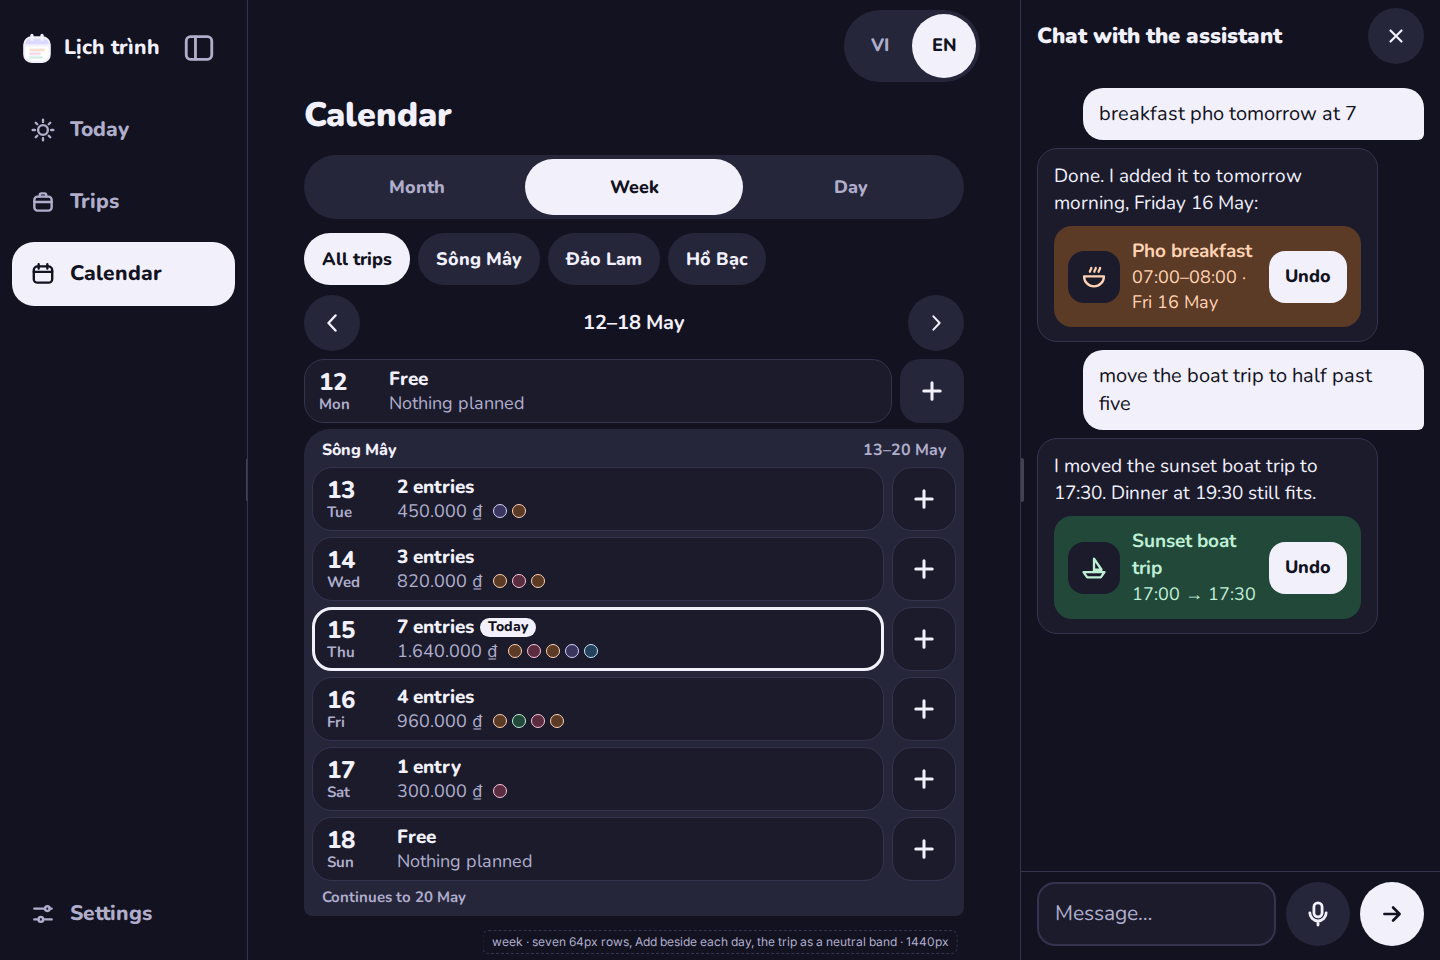 Lịch trình
Today
Trips
Calendar
Settings
VI
EN
Calendar
Month
Week
Day
All trips
Sông Mây
Đảo Lam
Hồ Bạc
12–18 May
12
Mon
Free
Nothing planned
Sông Mây
13–20 May
13
Tue
2 entries
450.000 ₫
14
Wed
3 entries
820.000 ₫
15
Thu
7 entries Today
1.640.000 ₫
16
Fri
4 entries
960.000 ₫
17
Sat
1 entry
300.000 ₫
18
Sun
Free
Nothing planned
Continues to 20 May
week · seven 64px rows, Add beside each day, the trip as a neutral band · 1440px
Chat with the assistant
breakfast pho tomorrow at 7
Done. I added it to tomorrow
morning, Friday 16 May:
Pho breakfast
07:00–08:00 ·
Fri 16 May
Undo
move the boat trip to half past
five
I moved the sunset boat trip to
17:30. Dinner at 19:30 still fits.
Sunset boat
trip
17:00 → 17:30
Undo
Message...